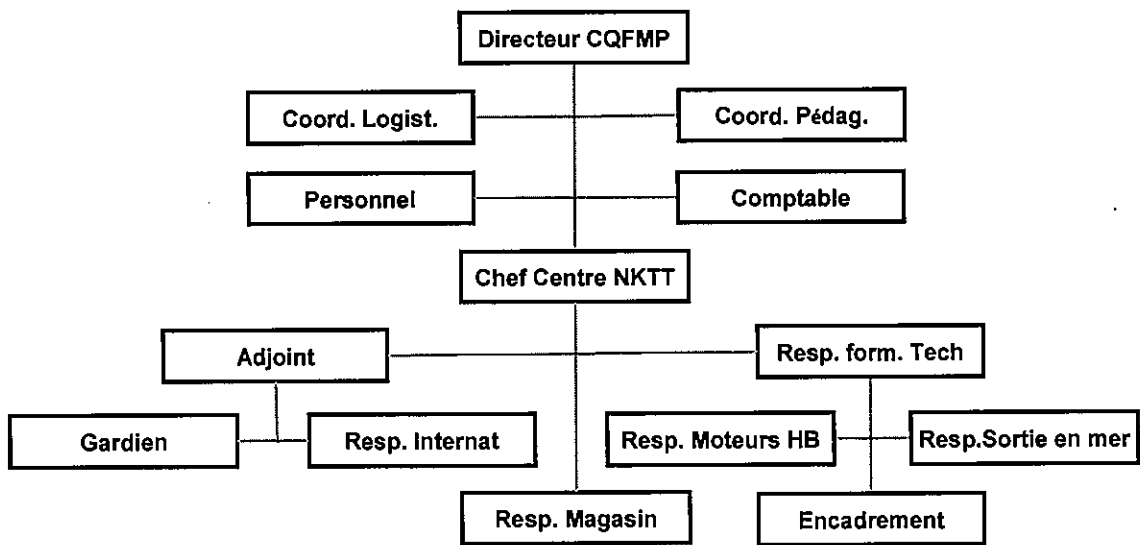 Directeur CQFMP
Coord. Logist.
Coord. Pédag.
Personnel
Comptable
Chef Centre NKTT
Adjoint
Resp. form. Tech
Gardien
Resp. Internat
Resp. Moteurs HB
Resp.Sortie en mer
Resp. Magasin
Encadrement